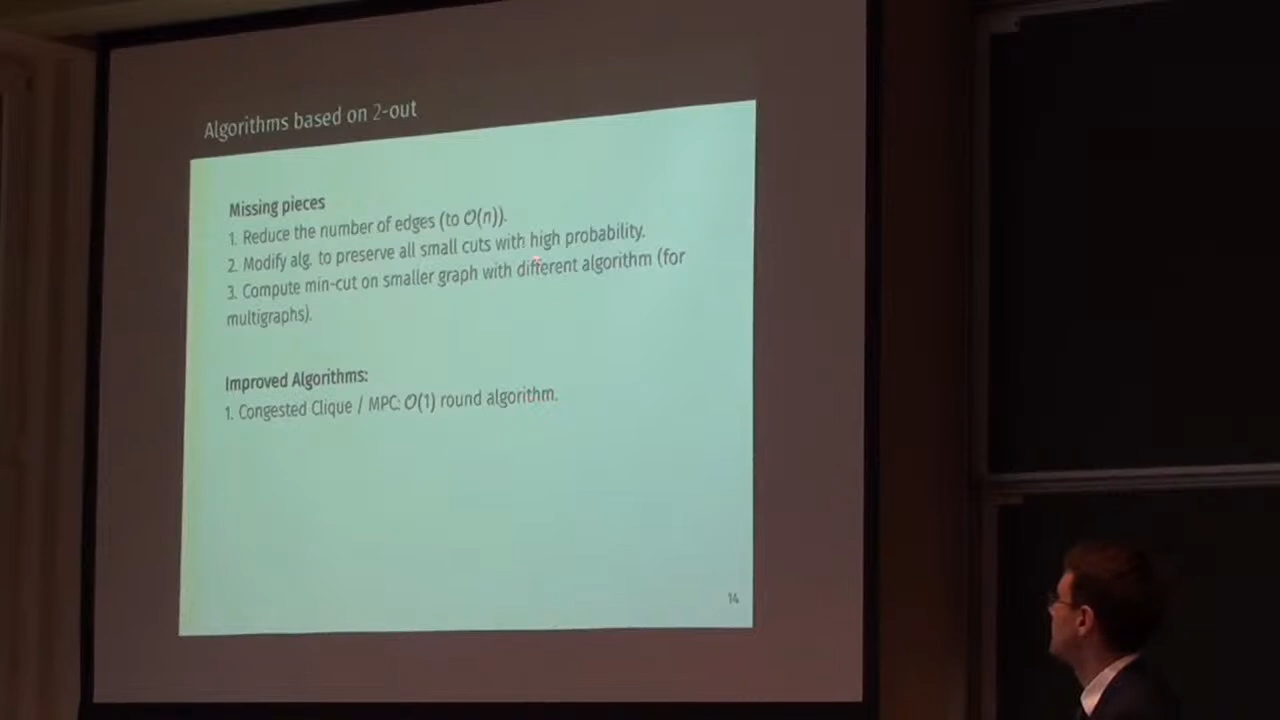 Algorithms based on 2-out
Missing pieces
1. Reduce the number of edges (to O(n)).
2. Modify alg. to preserve all small cuts with high probability.
3. Compute min-cut on smaller graph with different algorithm (for
multigraphs).
Improved Algorithms:
1. Congested Clique / MPC: O(1) round algorithm.
14